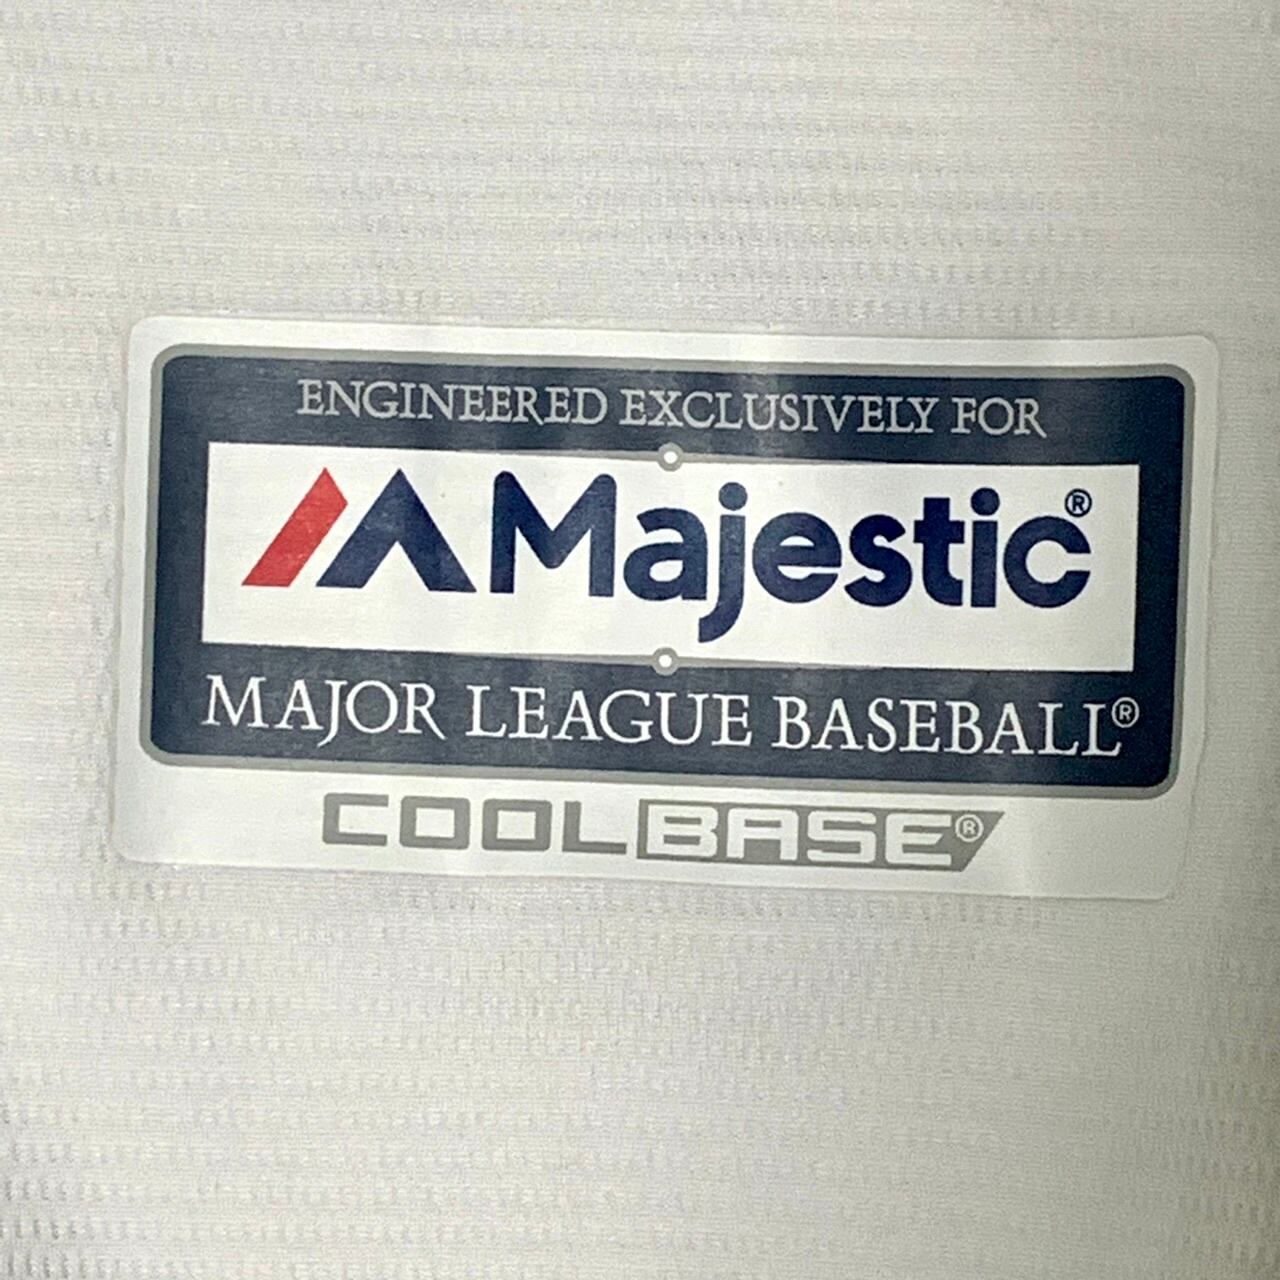 ENGINEERED EXCLUSIVELY FOR
Majestic®
MAJOR LEAGUE BASEBALL®
COOLBASE®